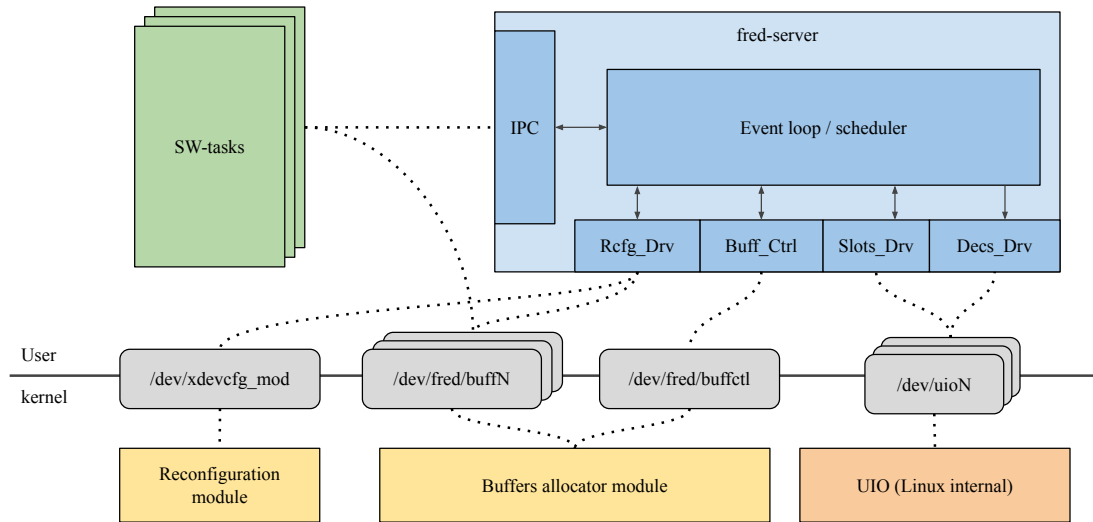 fred-server
SW-tasks
IPC
Event loop / scheduler
Rcfg_Drv
Buff_Ctrl
Slots_Drv
Decs_Drv
User
kernel
/dev/xdevcfg_mod
/dev/fred/buffN
/dev/fred/buffctl
/dev/uioN
Reconfiguration
module
Buffers allocator module
UIO (Linux internal)